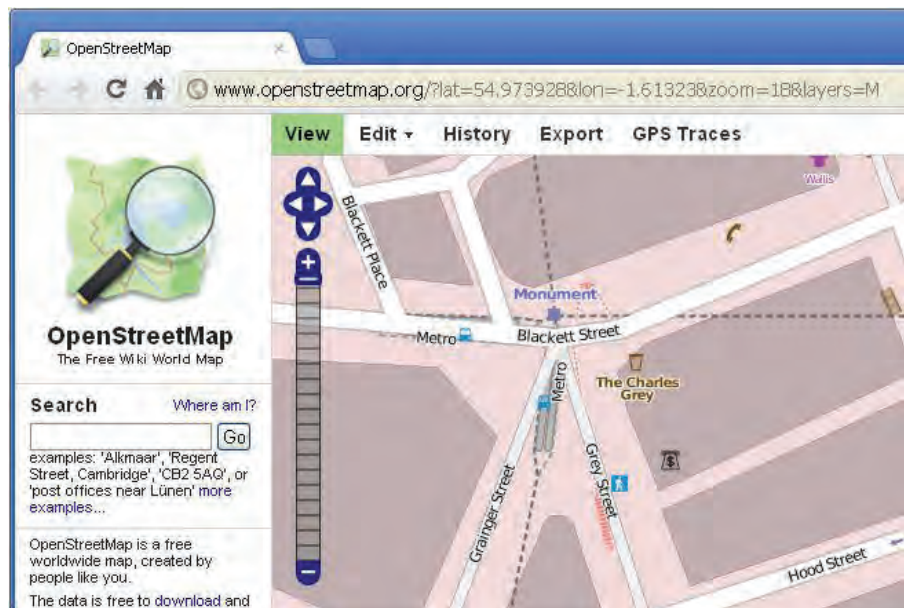 OpenStreetMap
www.openstreetmap.org/?lat=54.97392&lon=-1.61323&zoom=18&layers=M
View Edit History Export GPS Traces
OpenStreetMap
The Free Wiki World Map
Search Where am I?
Go
examples: 'Alkmaar', 'Regent
Street, Cambridge', 'CB2 5AQ', or
'post offices near Lünen' more
examples...
OpenStreetMap is a free
worldwide map, created by
people like you.
The data is free to download and
Walls
Blackett Place
Monument
Metro
Blackett Street
Metro
The Charles
Grey
Grainger Street
Grey Street
Hood Street